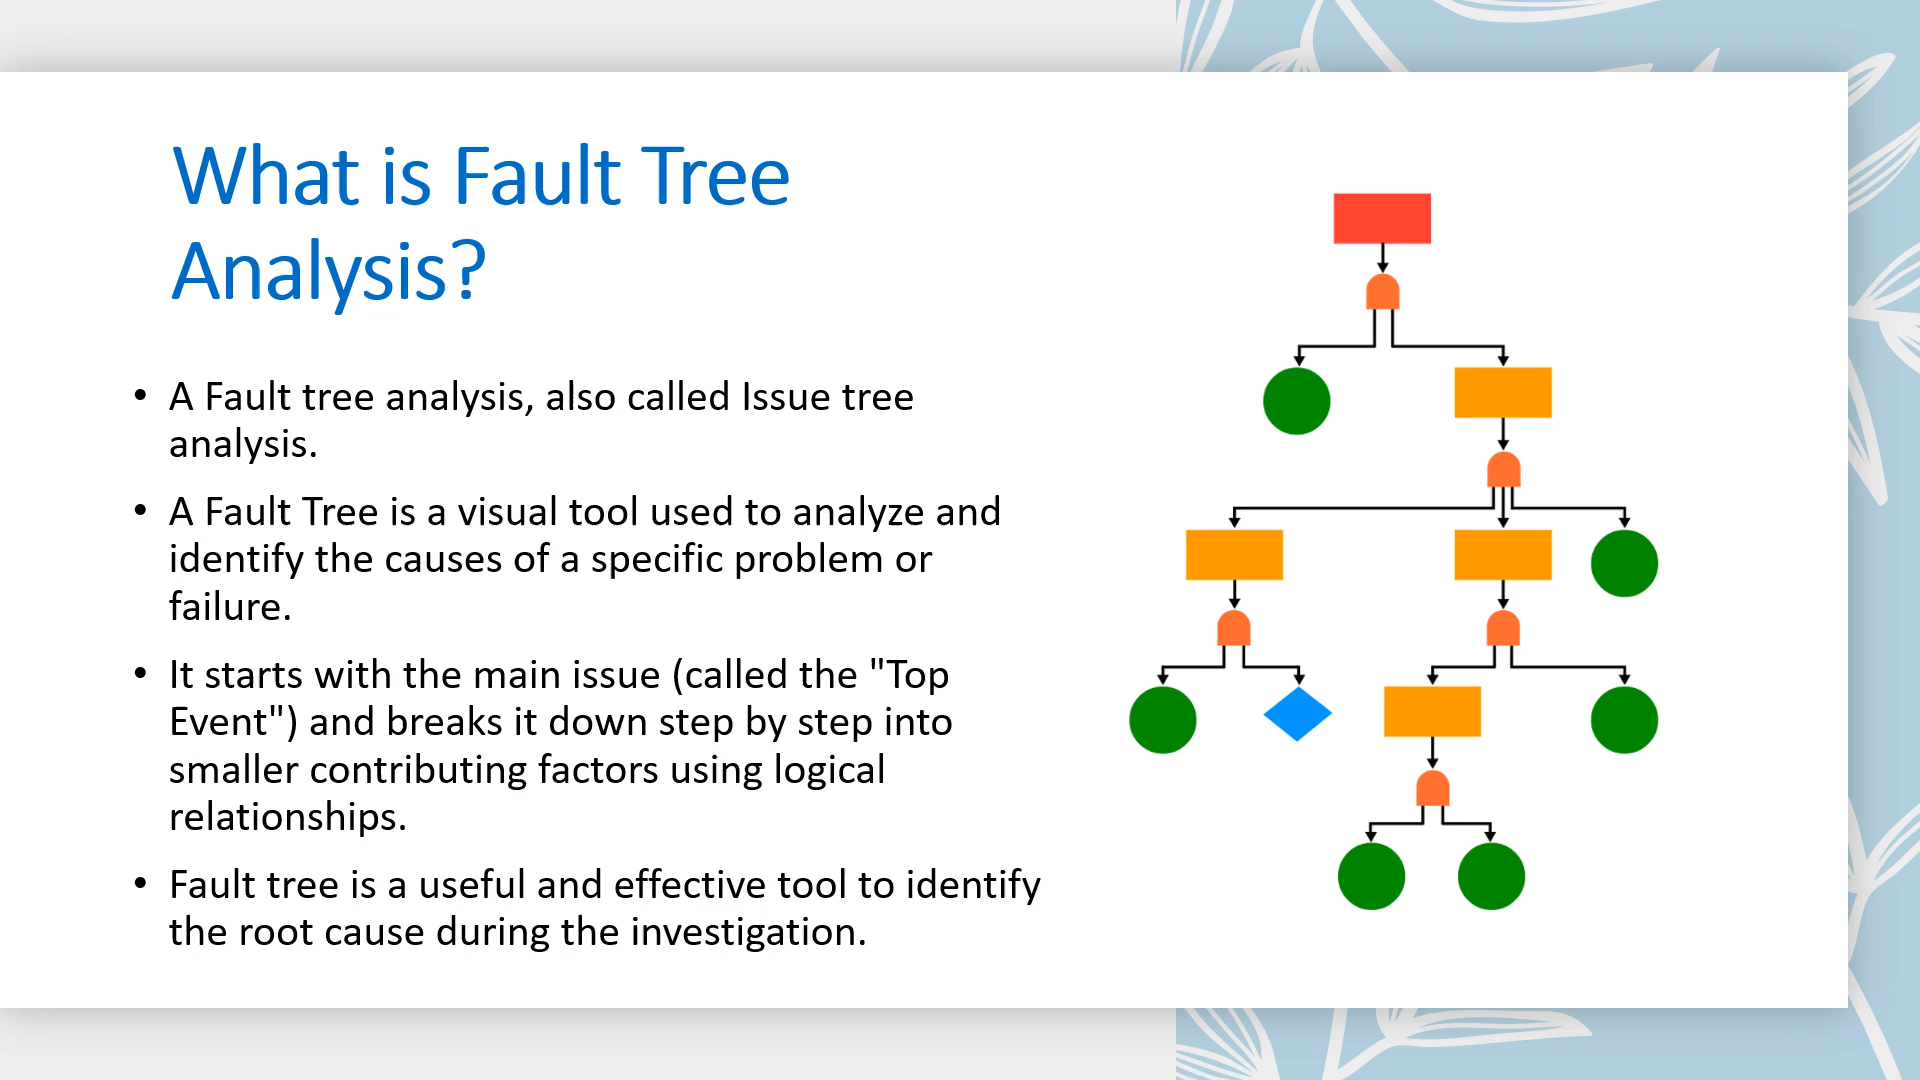 What is Fault Tree
Analysis?
• A Fault tree analysis, also called Issue tree
analysis.
• A Fault Tree is a visual tool used to analyze and
identify the causes of a specific problem or
failure.
• It starts with the main issue (called the "Top
Event") and breaks it down step by step into
smaller contributing factors using logical
relationships.
• Fault tree is a useful and effective tool to identify
the root cause during the investigation.